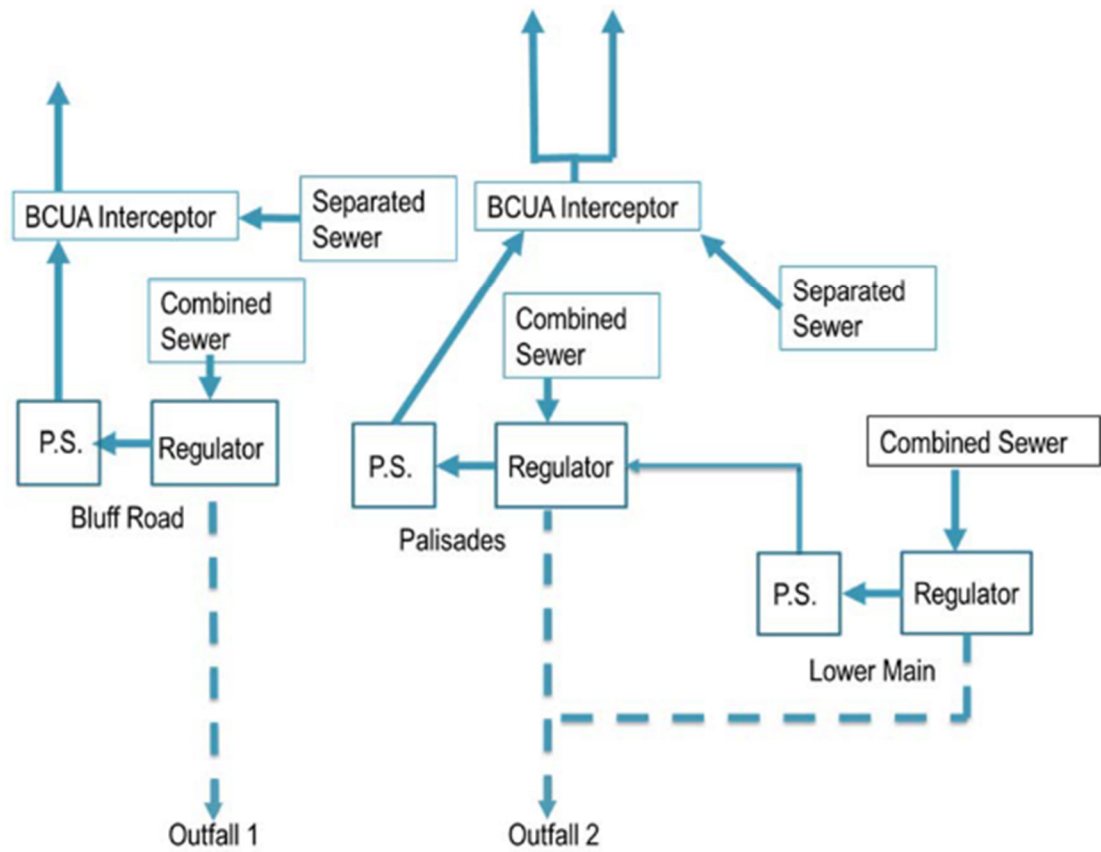 BCUA Interceptor
Separated
Sewer
Combined
Sewer
P.S.
Regulator
Bluff Road
Outfall 1
BCUA Interceptor
Separated
Sewer
Combined
Sewer
P.S.
Regulator
Palisades
Combined Sewer
P.S.
Regulator
Lower Main
Outfall 2